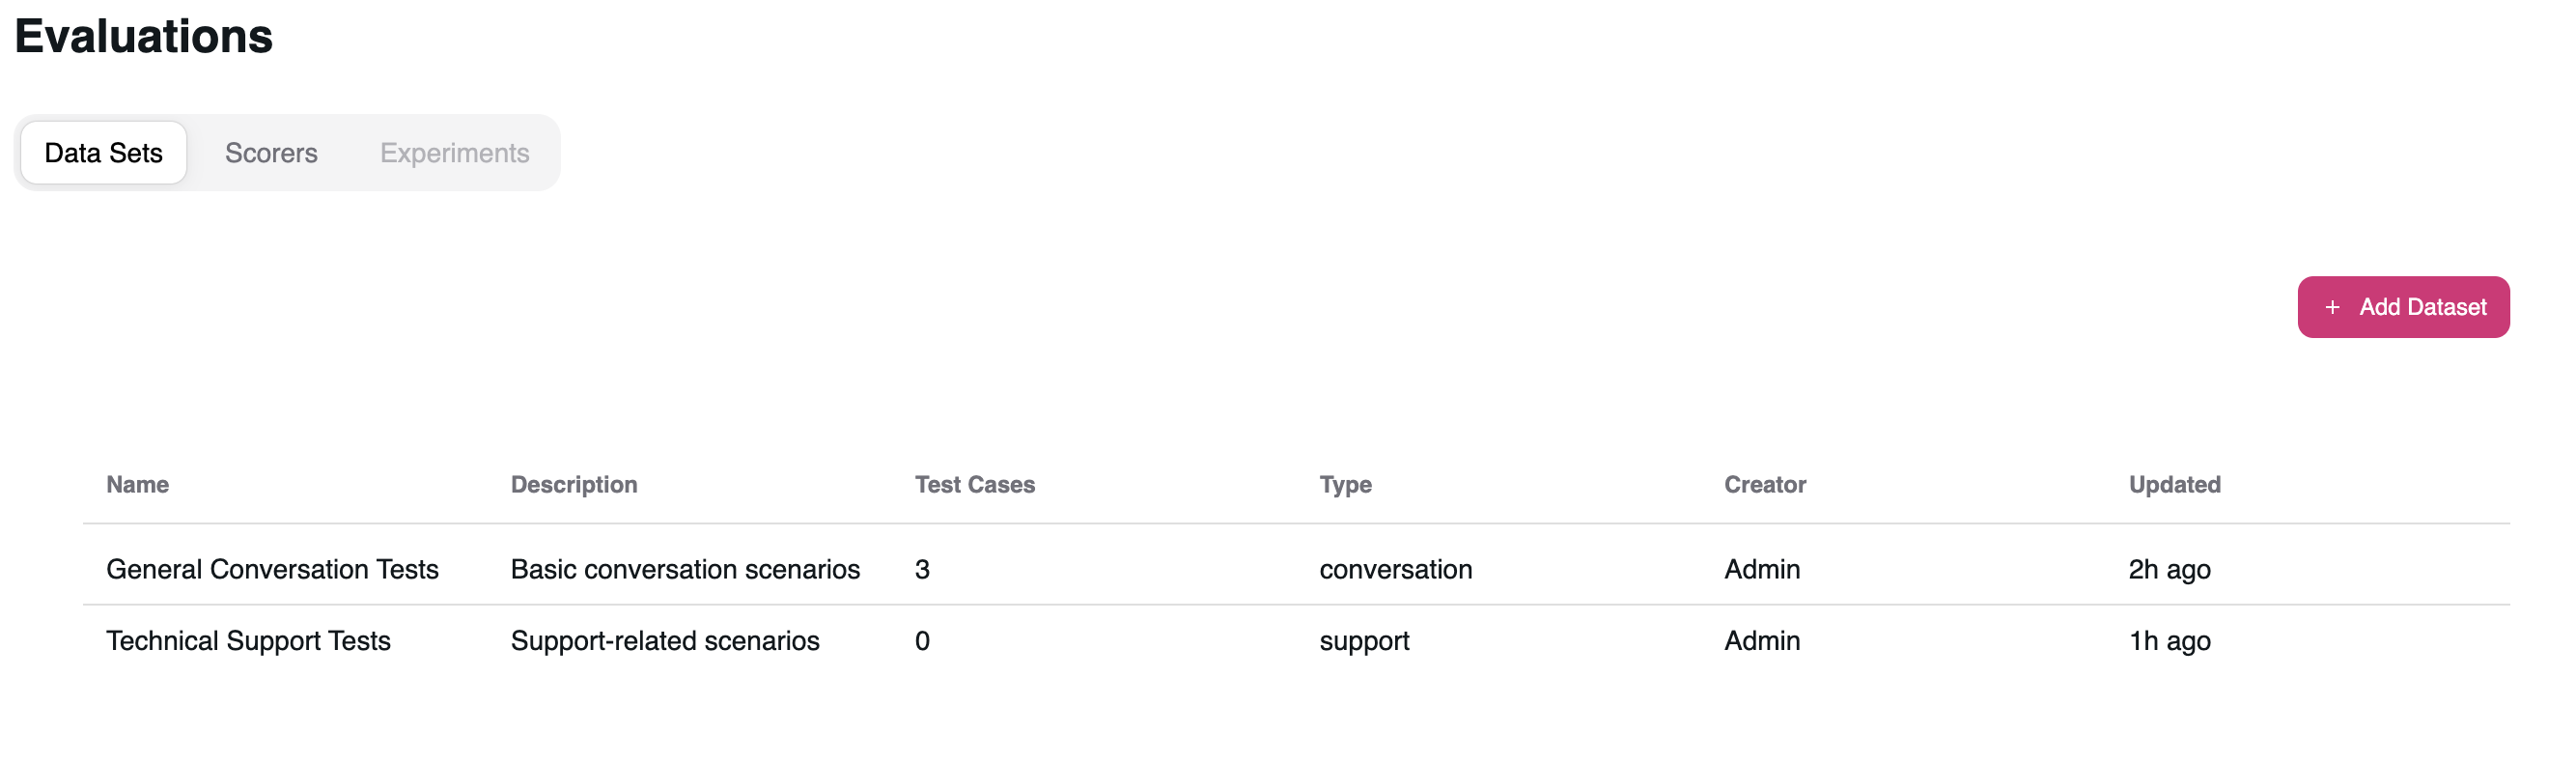 Evaluations
Data Sets Scorers Experiments
+ Add Dataset
Name Description Test Cases Type Creator Updated
General Conversation Tests Basic conversation scenarios 3 conversation Admin 2h ago
Technical Support Tests Support-related scenarios 0 support Admin 1h ago